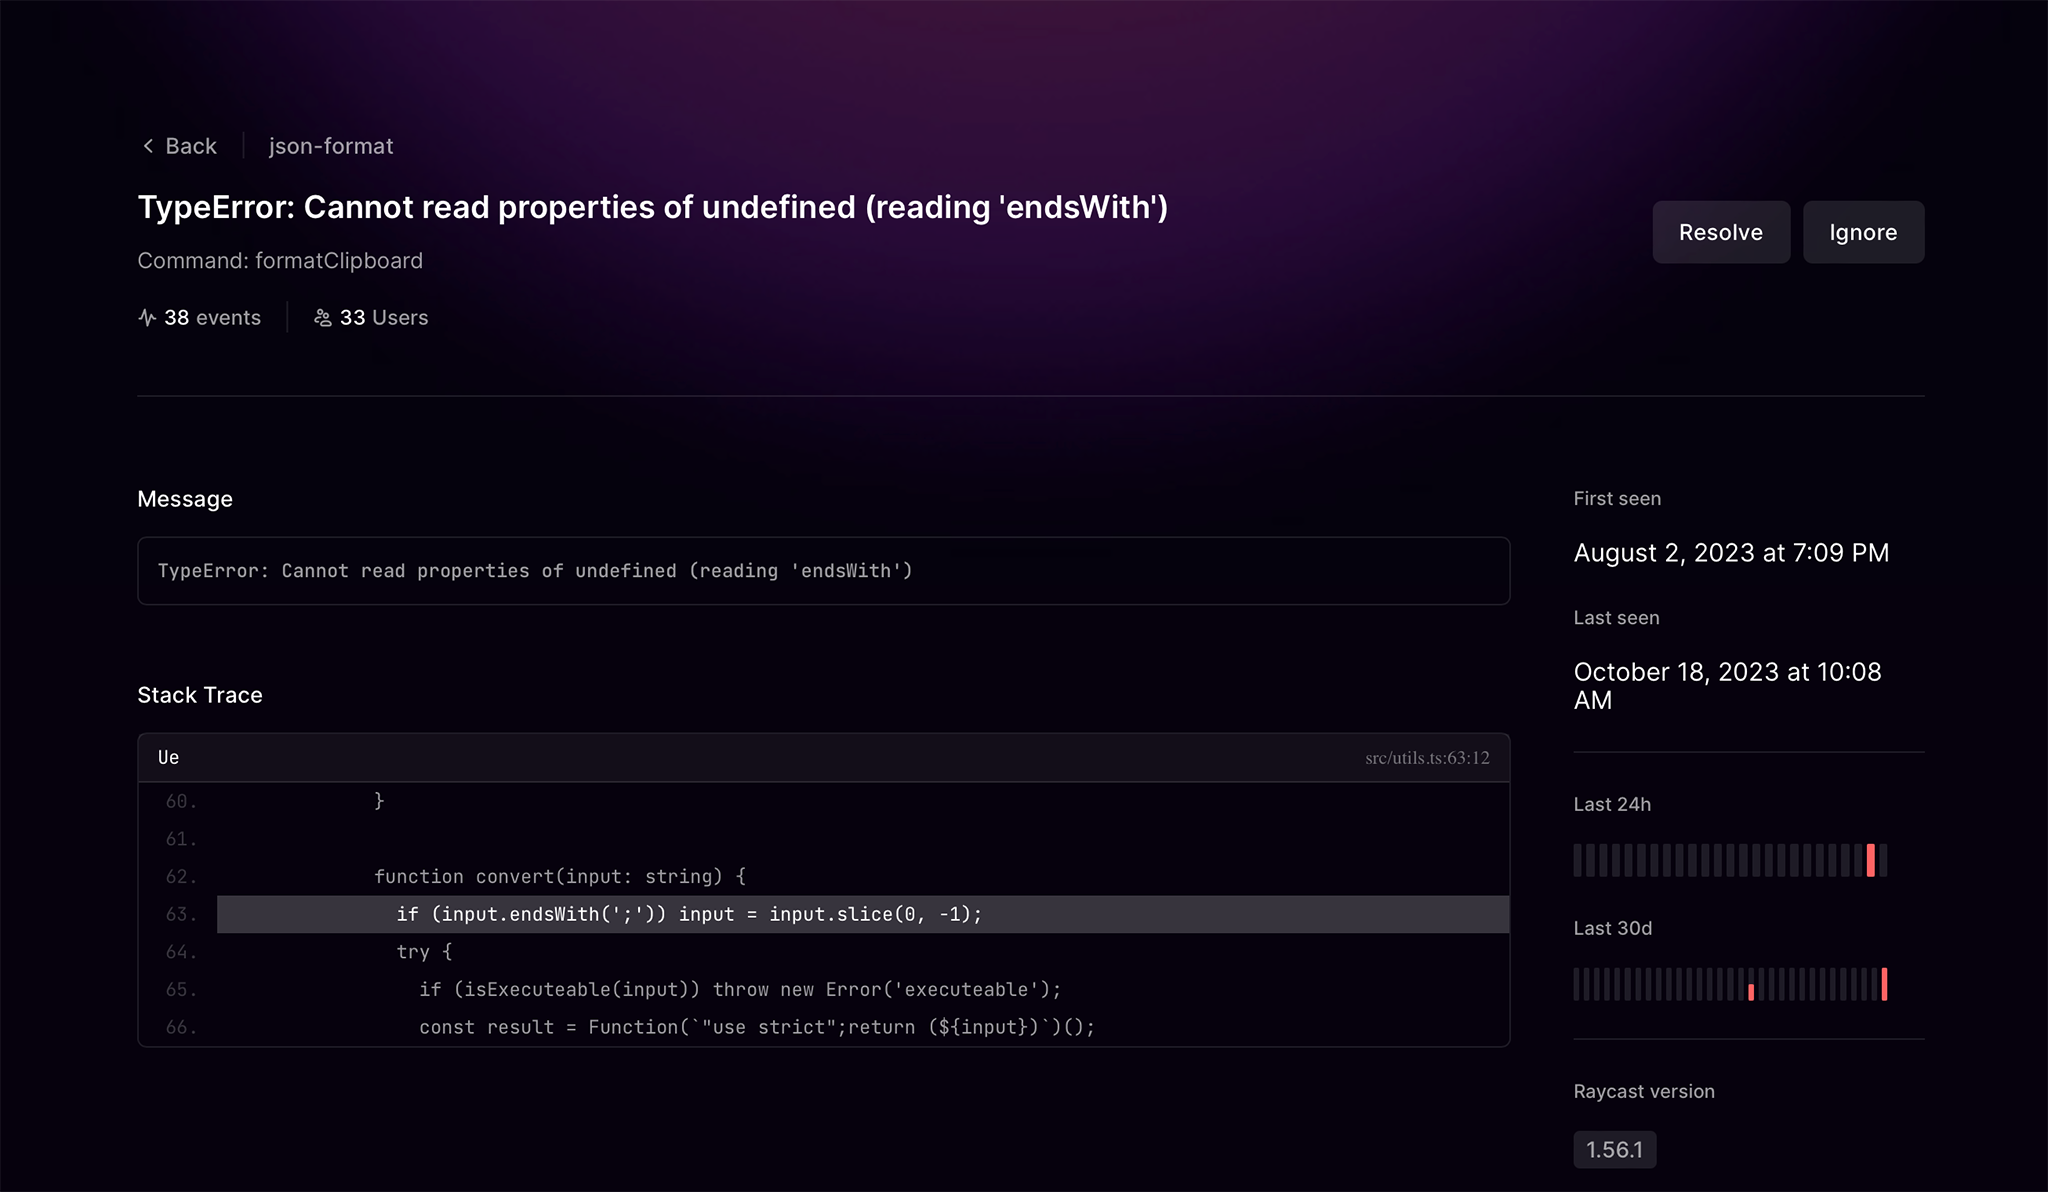 Back
json-format
TypeError: Cannot read properties of undefined (reading 'endsWith')
Command: formatClipboard
38 events
33 Users
Resolve
Ignore
Message
TypeError: Cannot read properties of undefined (reading 'endsWith')
Stack Trace
Ue
src/utils.ts:63:12
60. }
61.
62. function convert(input: string) {
63. if (input.endsWith(';')) input = input.slice(0, -1);
64. try {
65. if (isExecuteable(input)) throw new Error('executeable');
66. const result = Function(`"use strict";return (${input})`)();
First seen
August 2, 2023 at 7:09 PM
Last seen
October 18, 2023 at 10:08
AM
Last 24h
Last 30d
Raycast version
1.56.1